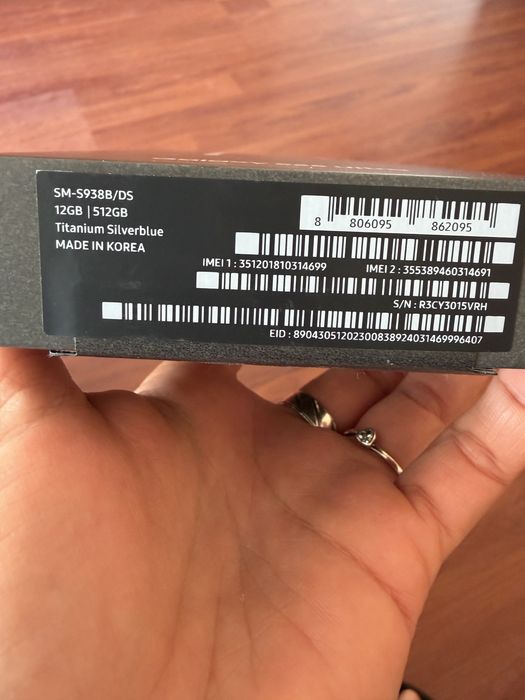 SM-S938B/DS
12GB | 512GB
Titanium Silverblue
MADE IN KOREA
8 806095 862095
IMEI 1 : 351201810314699 IMEI 2 : 355389460314691
S/N : R3CY3015VRH
EID : 89043051202300838924031469996407